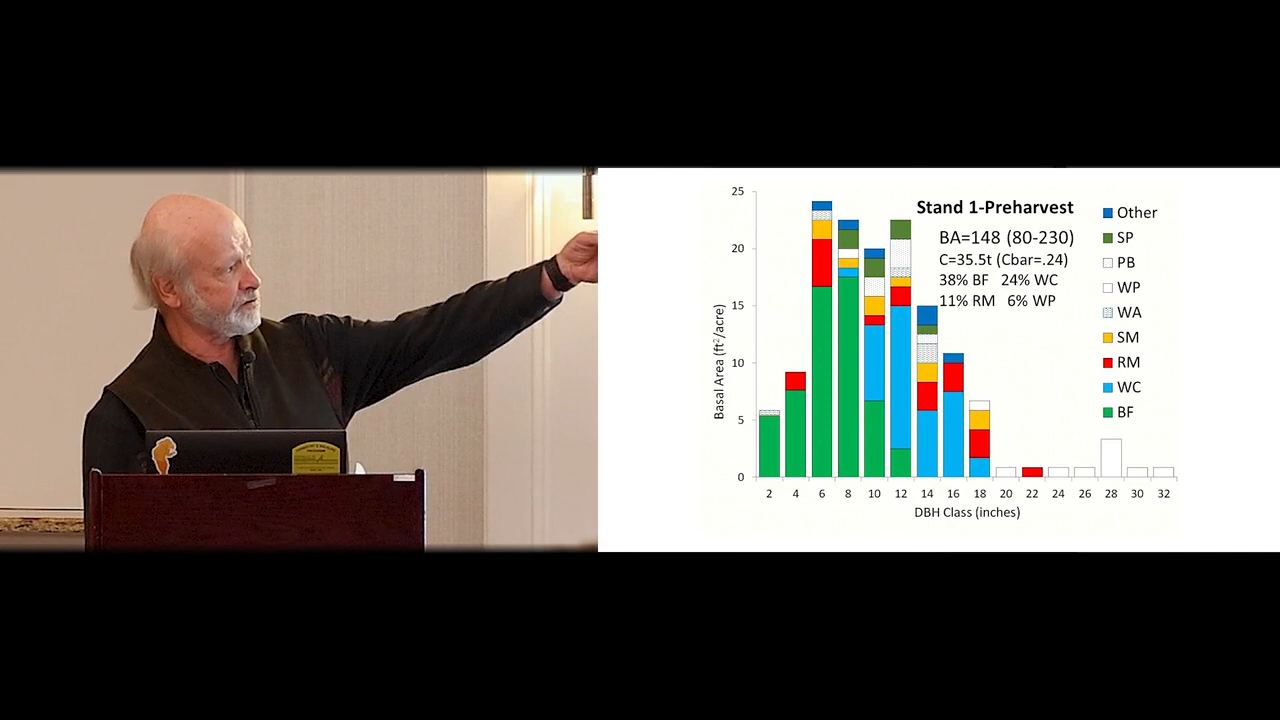 Stand 1-Preharvest
BA=148 (80-230)
C=35.5t (Cbar=.24)
38% BF 24% WC
11% RM 6% WP
Other
SP
PB
WP
WA
SM
RM
WC
BF
Basal Area (ft²/acre)
25
20
15
10
5
0
2 4 6 8 10 12 14 16 18 20 22 24 26 28 30 32
DBH Class (inches)